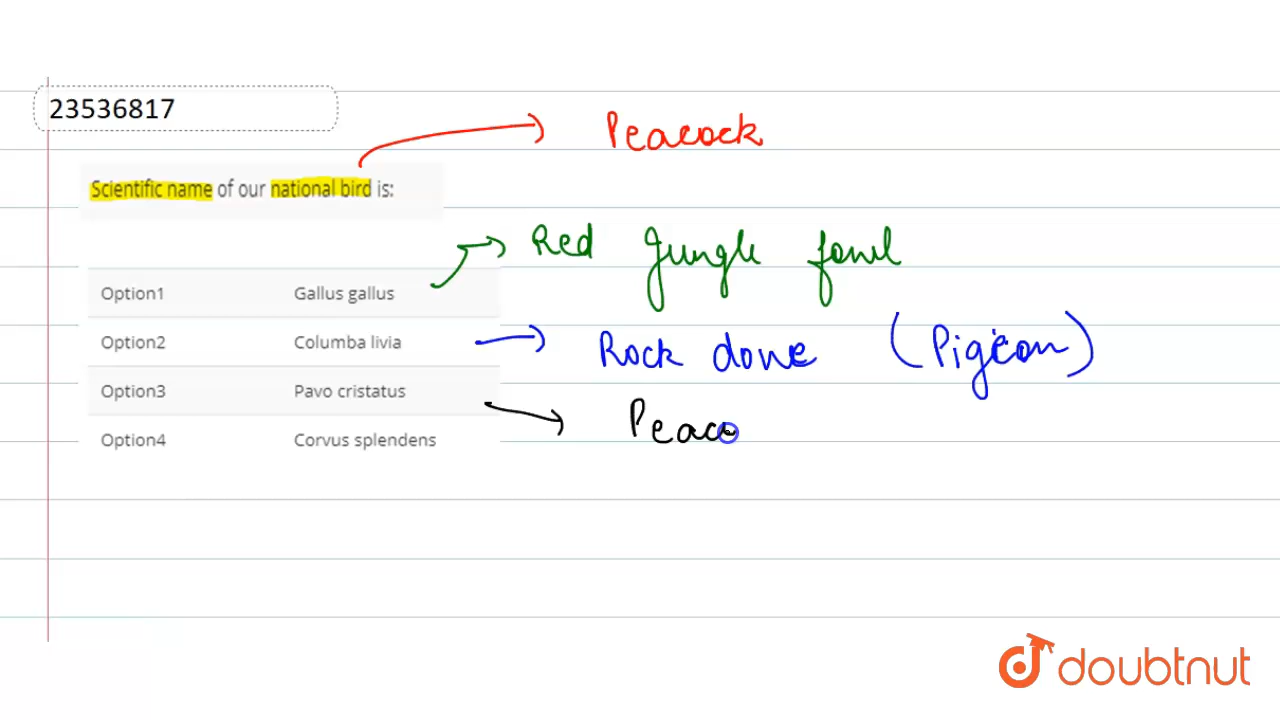 23536817
Peacock
Scientific name of our national bird is:
Red Jungle fowl
Option1 Gallus gallus
Option2 Columba livia
Rock dove (Pigeon)
Option3 Pavo cristatus
Peaco
Option4 Corvus splendens
doubtnut